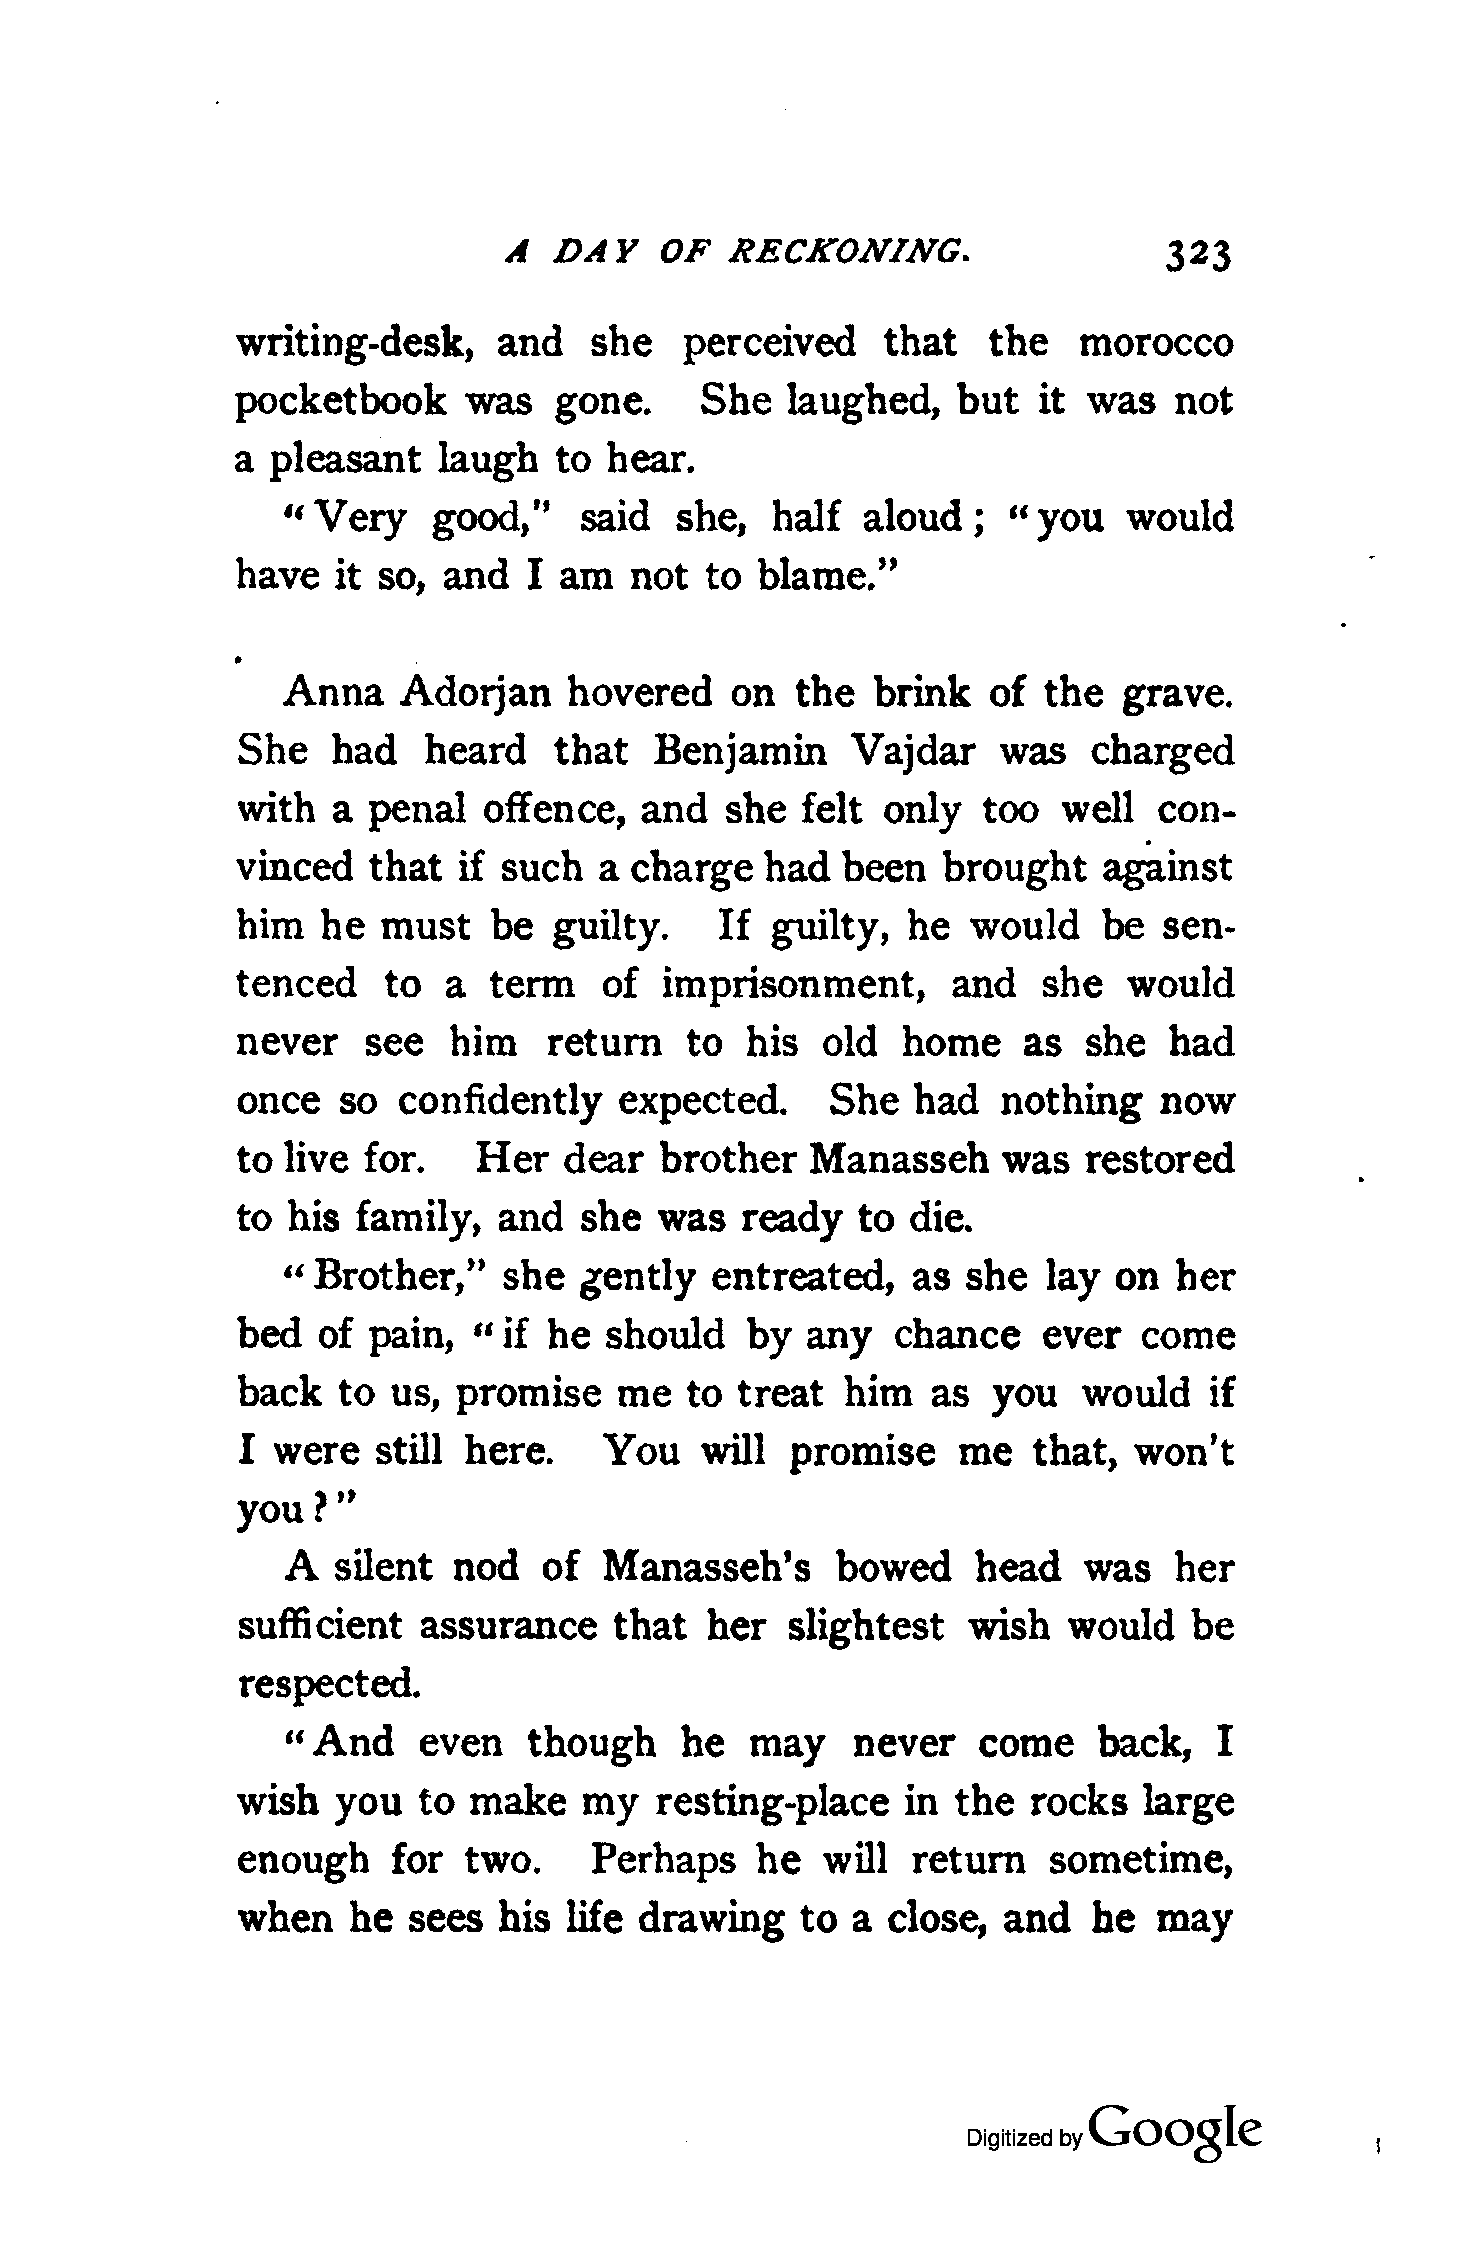 A DAY OF RECKONING. 323
writing-desk, and she perceived that the morocco
pocketbook was gone. She laughed, but it was not
a pleasant laugh to hear.
"Very good," said she, half aloud; "you would
have it so, and I am not to blame."
Anna Adorjan hovered on the brink of the grave.
She had heard that Benjamin Vajdar was charged
with a penal offence, and she felt only too well con-
vinced that if such a charge had been brought against
him he must be guilty. If guilty, he would be sen-
tenced to a term of imprisonment, and she would
never see him return to his old home as she had
once so confidently expected. She had nothing now
to live for. Her dear brother Manasseh was restored
to his family, and she was ready to die.
"Brother," she gently entreated, as she lay on her
bed of pain, "if he should by any chance ever come
back to us, promise me to treat him as you would if
I were still here. You will promise me that, won't
you?"
A silent nod of Manasseh's bowed head was her
sufficient assurance that her slightest wish would be
respected.
"And even though he may never come back, I
wish you to make my resting-place in the rocks large
enough for two. Perhaps he will return sometime,
when he sees his life drawing to a close, and he may
Digitized by Google